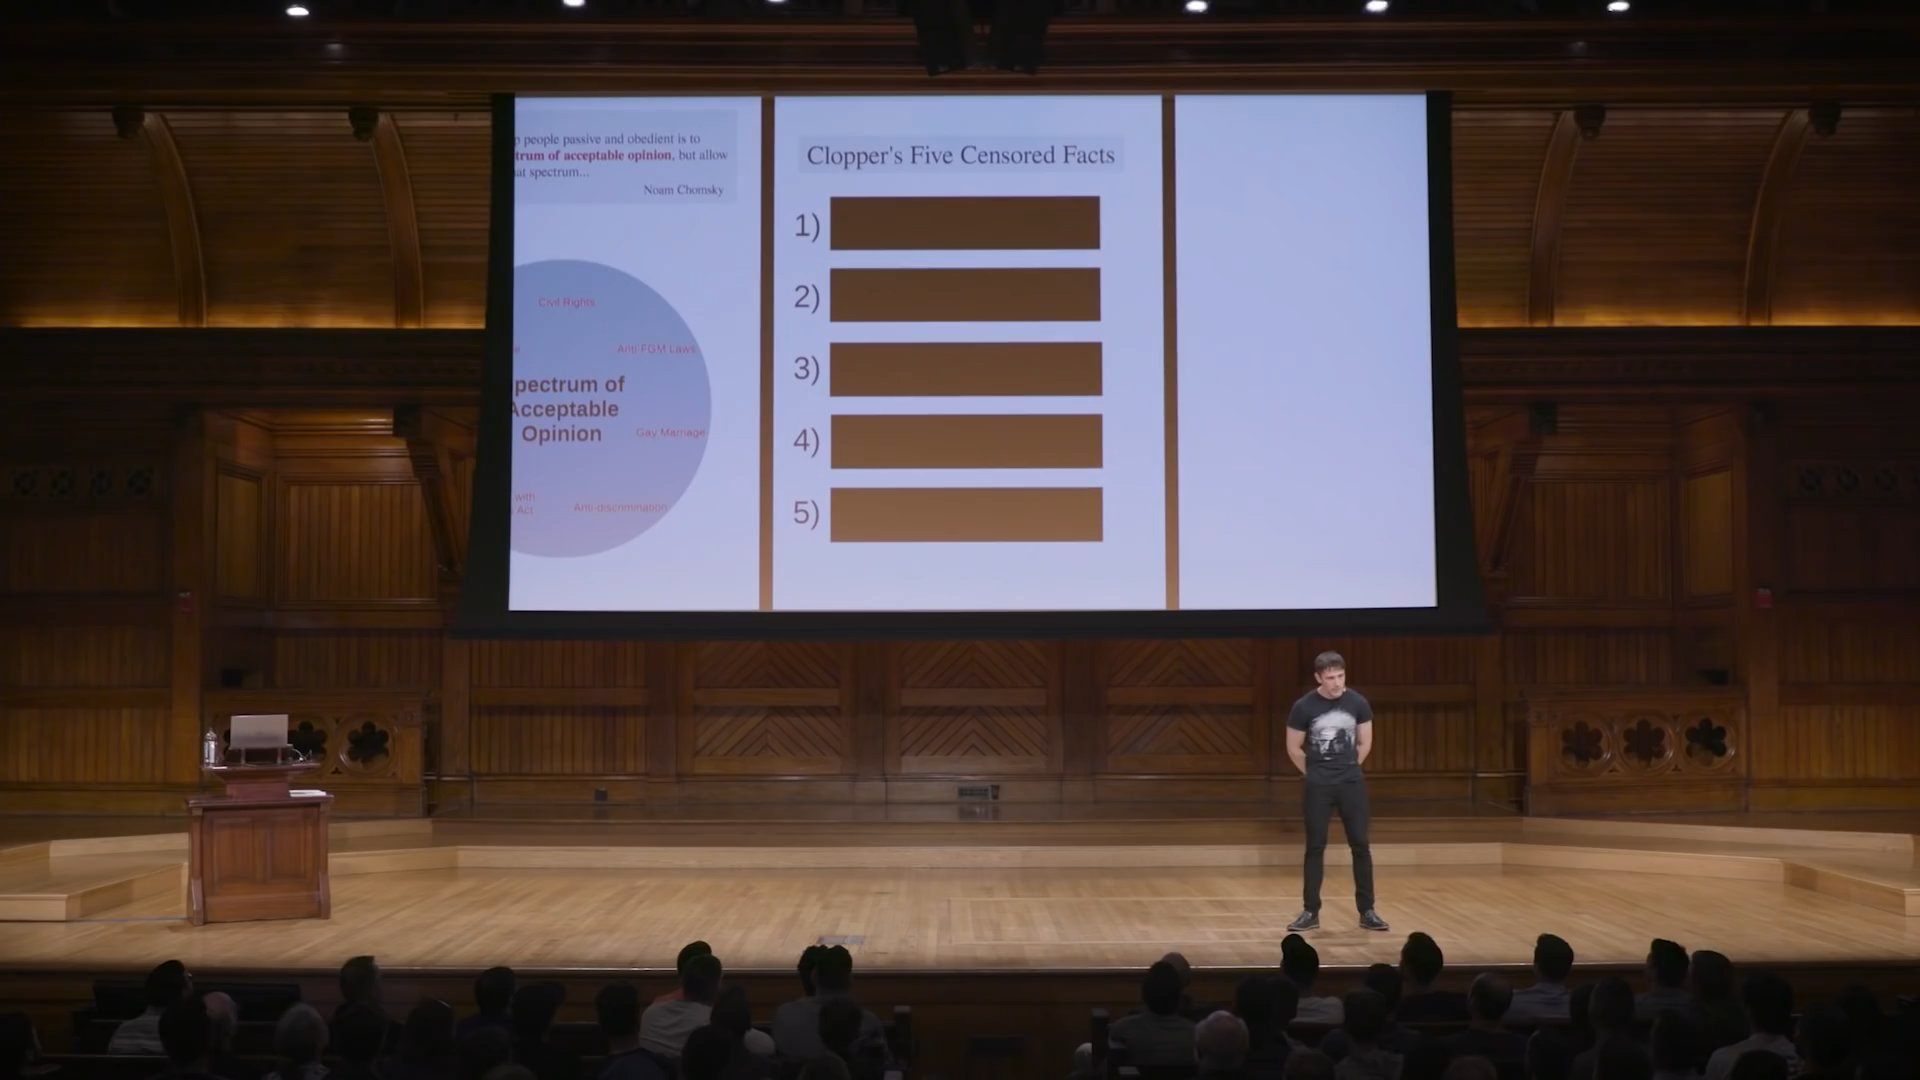 people passive and obedient is to
trum of acceptable opinion, but allow
at spectrum...
Noam Chomsky
Civil Rights
Anti-FGM Laws
pectrum of
Acceptable
Opinion
Gay Marriage
with
Act
Anti-discrimination
Clopper's Five Censored Facts
1)
2)
3)
4)
5)